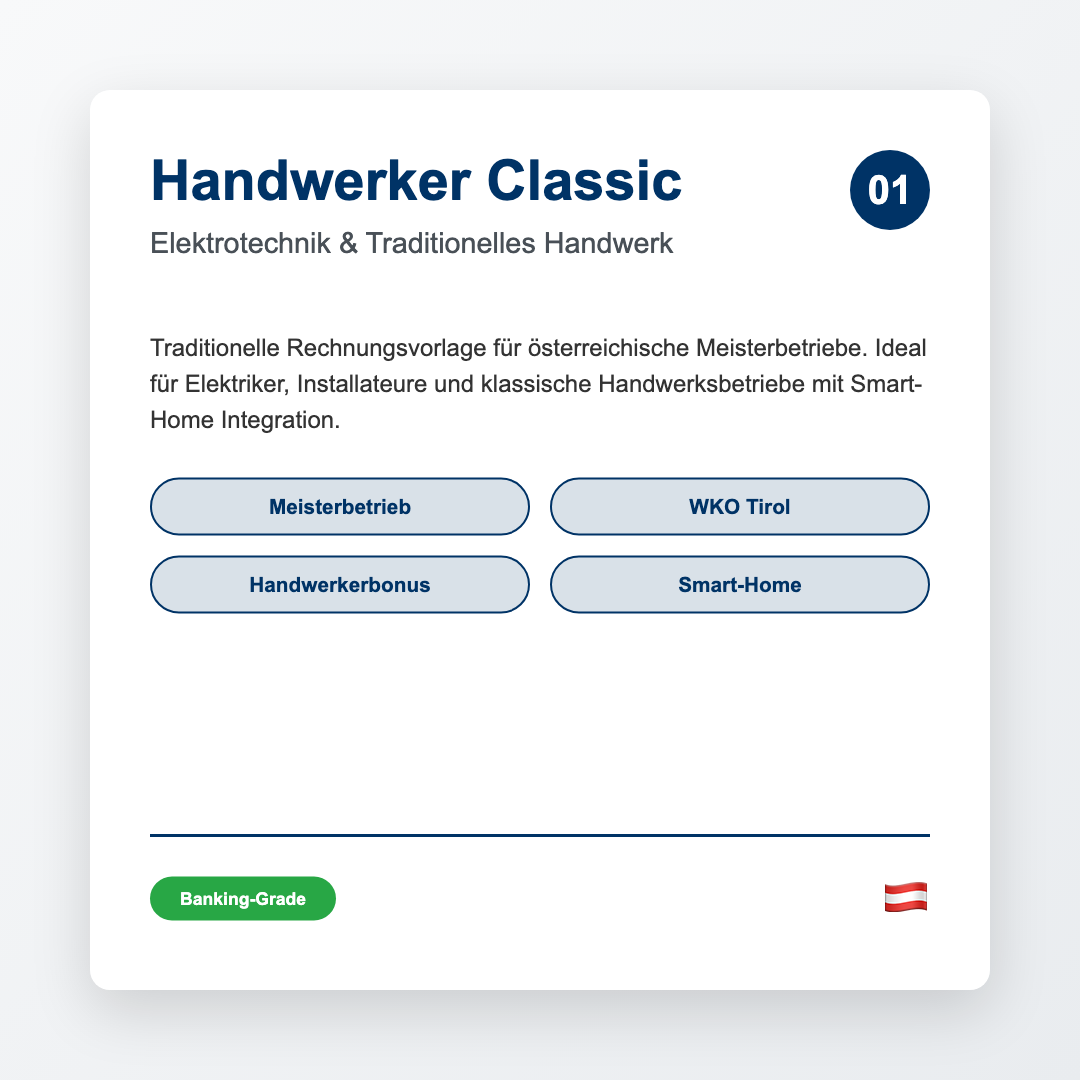 Handwerker Classic
01
Elektrotechnik & Traditionelles Handwerk
Traditionelle Rechnungsvorlage für österreichische Meisterbetriebe. Ideal
für Elektriker, Installateure und klassische Handwerksbetriebe mit Smart-
Home Integration.
Meisterbetrieb
WKO Tirol
Handwerkerbonus
Smart-Home
Banking-Grade